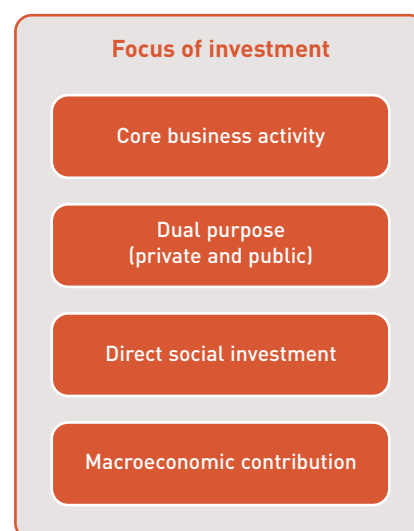 Focus of investment
Core business activity
Dual purpose
(private and public)
Direct social investment
Macroeconomic contribution